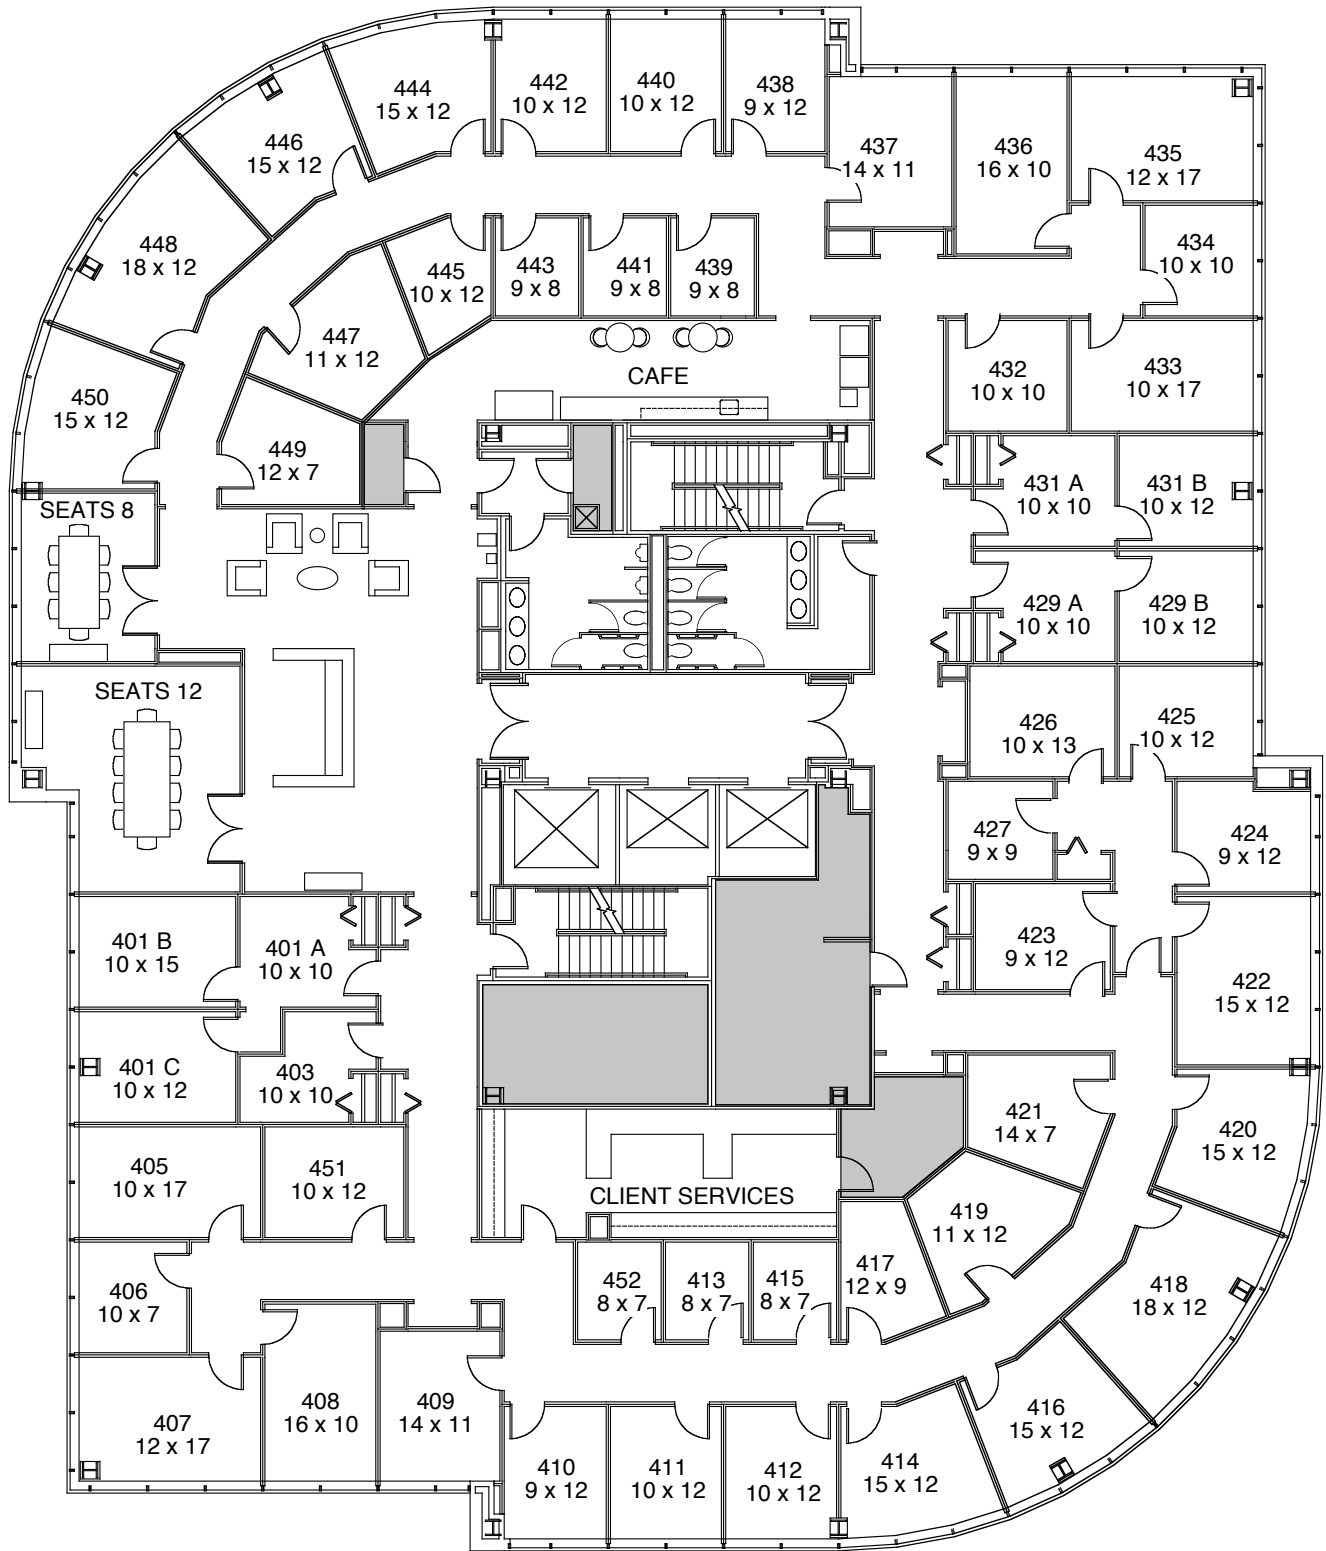 444
15 x 12
442
10 x 12
440
10 x 12
438
9 x 12
446
15 x 12
437
14 x 11
436
16 x 10
435
12 x 17
448
18 x 12
434
10 x 10
445
10 x 12
443
9 x 8
441
9 x 8
439
9 x 8
447
11 x 12
CAFE
432
10 x 10
433
10 x 17
450
15 x 12
449
12 x 7
431 A
10 x 10
431 B
10 x 12
SEATS 8
429 A
10 x 10
429 B
10 x 12
SEATS 12
426
10 x 13
425
10 x 12
427
9 x 9
424
9 x 12
401 B
10 x 15
401 A
10 x 10
423
9 x 12
422
15 x 12
401 C
10 x 12
403
10 x 10
421
14 x 7
420
15 x 12
405
10 x 17
451
10 x 12
CLIENT SERVICES
419
11 x 12
406
10 x 7
452
8 x 7
413
8 x 7
415
8 x 7
417
12 x 9
418
18 x 12
407
12 x 17
408
16 x 10
409
14 x 11
416
15 x 12
410
9 x 12
411
10 x 12
412
10 x 12
414
15 x 12